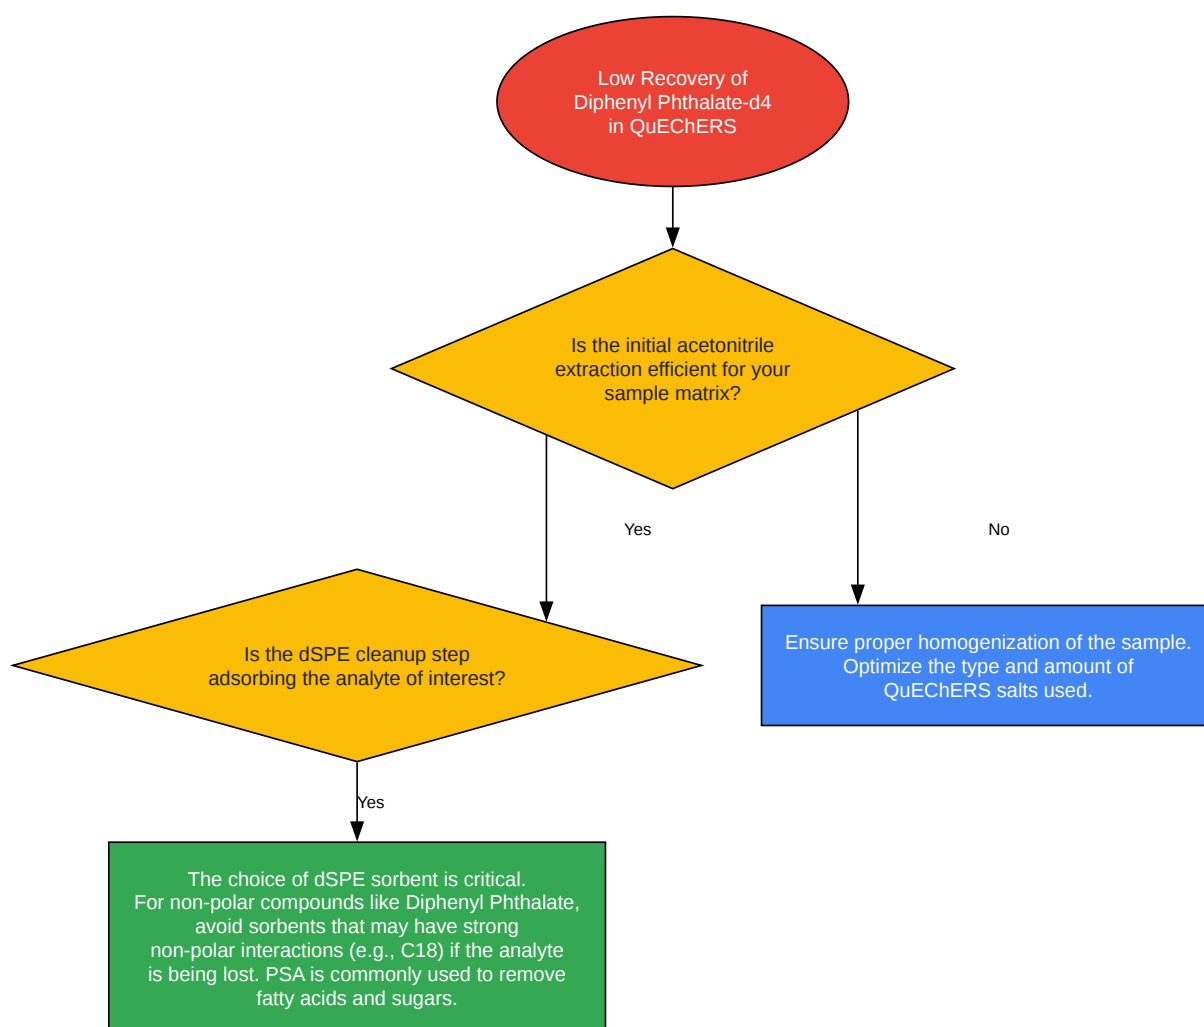 Low Recovery of
Diphenyl Phthalate-d4
in QuEChERS
Is the initial acetonitrile
extraction efficient for your
sample matrix?
Yes
No
Is the dSPE cleanup step
adsorbing the analyte of interest?
Ensure proper homogenization of the sample.
Optimize the type and amount of
QuEChERS salts used.
Yes
The choice of dSPE sorbent is critical.
For non-polar compounds like Diphenyl Phthalate,
avoid sorbents that may have strong
non-polar interactions (e.g., C18) if the analyte
is being lost. PSA is commonly used to remove
fatty acids and sugars.